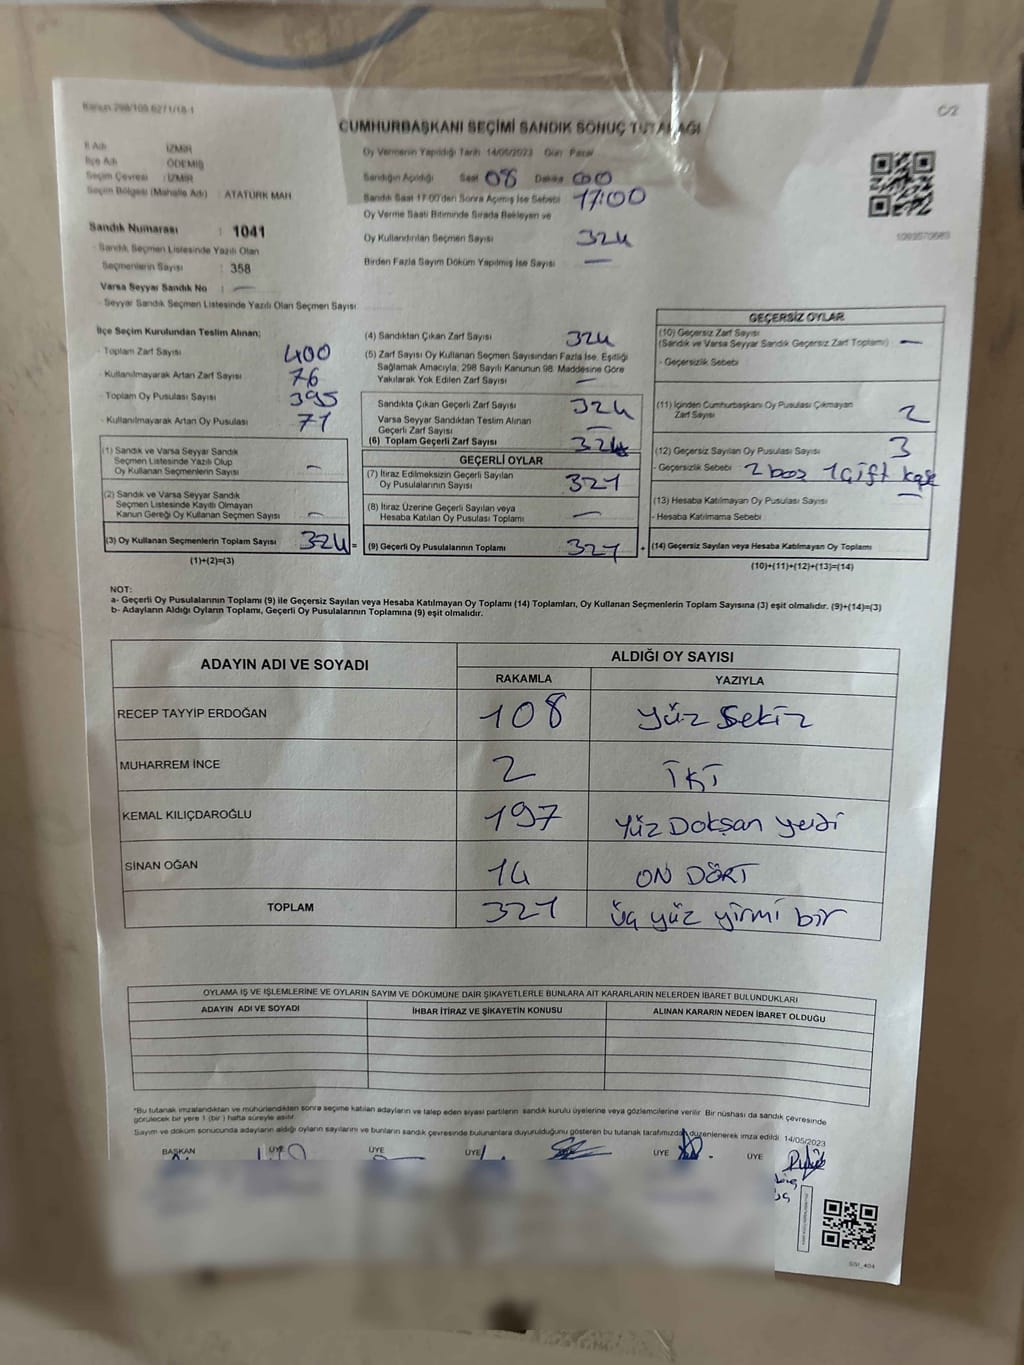 Kanun 298/105 6271/18-1
C/2
CUMHURBAŞKANI SEÇİMİ SANDIK SONUÇ TUTANAĞI
İl Adı İZMİR
İlçe Adı ÖDEMİŞ
Seçim Çevresi : İZMİR
Seçim Bölgesi (Mahalle Adı) : ATATÜRK MAH
Sandık Numarası : 1041
- Sandık Seçmen Listesinde Yazılı Olan
Seçmenlerin Sayısı : 358
Varsa Seyyar Sandık No : —
- Seyyar Sandık Seçmen Listesinde Yazılı Olan Seçmen Sayısı
Oy Vermenin Yapıldığı Tarih 14/05/2023 Gün Pazar
Sandığın Açıldığı Saat 08 Dakika 00
Sandık Saat 17:00'den Sonra Açılmış İse Sebebi 17:00
Oy Verme Saati Bitiminde Sırada Bekleyen ve
Oy Kullandırılan Seçmen Sayısı 324
Birden Fazla Sayım Döküm Yapılmış İse Sayısı —
İlçe Seçim Kurulundan Teslim Alınan;
- Toplam Zarf Sayısı 400
- Kullanılmayarak Artan Zarf Sayısı 76
- Toplam Oy Pusulası Sayısı 395
- Kullanılmayarak Artan Oy Pusulası 71
(1) Sandık ve Varsa Seyyar Sandık
Seçmen Listesinde Yazılı Olup
Oy Kullanan Seçmenlerin Sayısı —
(2) Sandık ve Varsa Seyyar Sandık
Seçmen Listesinde Kayıtlı Olmayan
Kanun Gereği Oy Kullanan Seçmen Sayısı —
(3) Oy Kullanan Seçmenlerin Toplam Sayısı 324 =
(1)+(2)=(3)
(4) Sandıktan Çıkan Zarf Sayısı 324
(5) Zarf Sayısı Oy Kullanan Seçmen Sayısından Fazla İse, Eşitliği
Sağlamak Amacıyla, 298 Sayılı Kanunun 98. Maddesine Göre
Yakılarak Yok Edilen Zarf Sayısı —
Sandıkta Çıkan Geçerli Zarf Sayısı 324
Varsa Seyyar Sandıktan Teslim Alınan
Geçerli Zarf Sayısı —
(6) Toplam Geçerli Zarf Sayısı 324
GEÇERLİ OYLAR
(7) İtiraz Edilmeksizin Geçerli Sayılan
Oy Pusulalarının Sayısı 321
(8) İtiraz Üzerine Geçerli Sayılan veya
Hesaba Katılan Oy Pusulası Toplamı —
(9) Geçerli Oy Pusulalarının Toplamı 321 +
GEÇERSİZ OYLAR
(10) Geçersiz Zarf Sayısı
(Sandık ve Varsa Seyyar Sandık Geçersiz Zarf Toplamı) —
- Geçersizlik Sebebi
(11) İçinden Cumhurbaşkanı Oy Pusulası Çıkmayan
Zarf Sayısı 2
(12) Geçersiz Sayılan Oy Pusulası Sayısı 3
- Geçersizlik Sebebi 2 boş 1 Çift kaşe
(13) Hesaba Katılmayan Oy Pusulası Sayısı —
- Hesaba Katılmama Sebebi
(14) Geçersiz Sayılan veya Hesaba Katılmayan Oy Toplamı
(10)+(11)+(12)+(13)=(14)
NOT:
a- Geçerli Oy Pusulalarının Toplamı (9) ile Geçersiz Sayılan veya Hesaba Katılmayan Oy Toplamı (14) Toplamları, Oy Kullanan Seçmenlerin Toplam Sayısına (3) eşit olmalıdır. (9)+(14)=(3)
b- Adayların Aldığı Oyların Toplamı, Geçerli Oy Pusulalarının Toplamına (9) eşit olmalıdır.
ADAYIN ADI VE SOYADI ALDIĞI OY SAYISI
RAKAMLA YAZIYLA
RECEP TAYYİP ERDOĞAN 108 Yüz Sekiz
MUHARREM İNCE 2 İKİ
KEMAL KILIÇDAROĞLU 197 Yüz Doksan yedi
SİNAN OĞAN 14 ON DÖRT
TOPLAM 321 üç yüz yirmi bir
OYLAMA İŞ VE İŞLEMLERİNE VE OYLARIN SAYIM VE DÖKÜMÜNE DAİR ŞİKAYETLERLE BUNLARA AİT KARARLARIN NELERDEN İBARET BULUNDUKLARI
ADAYIN ADI VE SOYADI İHBAR İTİRAZ VE ŞİKAYETİN KONUSU ALINAN KARARIN NEDEN İBARET OLDUĞU
*Bu tutanak imzalandıktan ve mühürlendikten sonra seçime katılan adayların ve talep eden siyasi partilerin sandık kurulu üyelerine veya gözlemcilerine verilir. Bir nüshası da sandık çevresinde
görülecek bir yere 1 (bir) hafta süreyle asılır.
Sayım ve döküm sonucunda adayların aldığı oyların sayılarını ve bunların sandık çevresinde bulunanlara duyurulduğunu gösteren bu tutanak tarafımızdan düzenlenerek imza edildi. 14/05/2023
BAŞKAN ÜYE ÜYE ÜYE ÜYE ÜYE
SSI_404